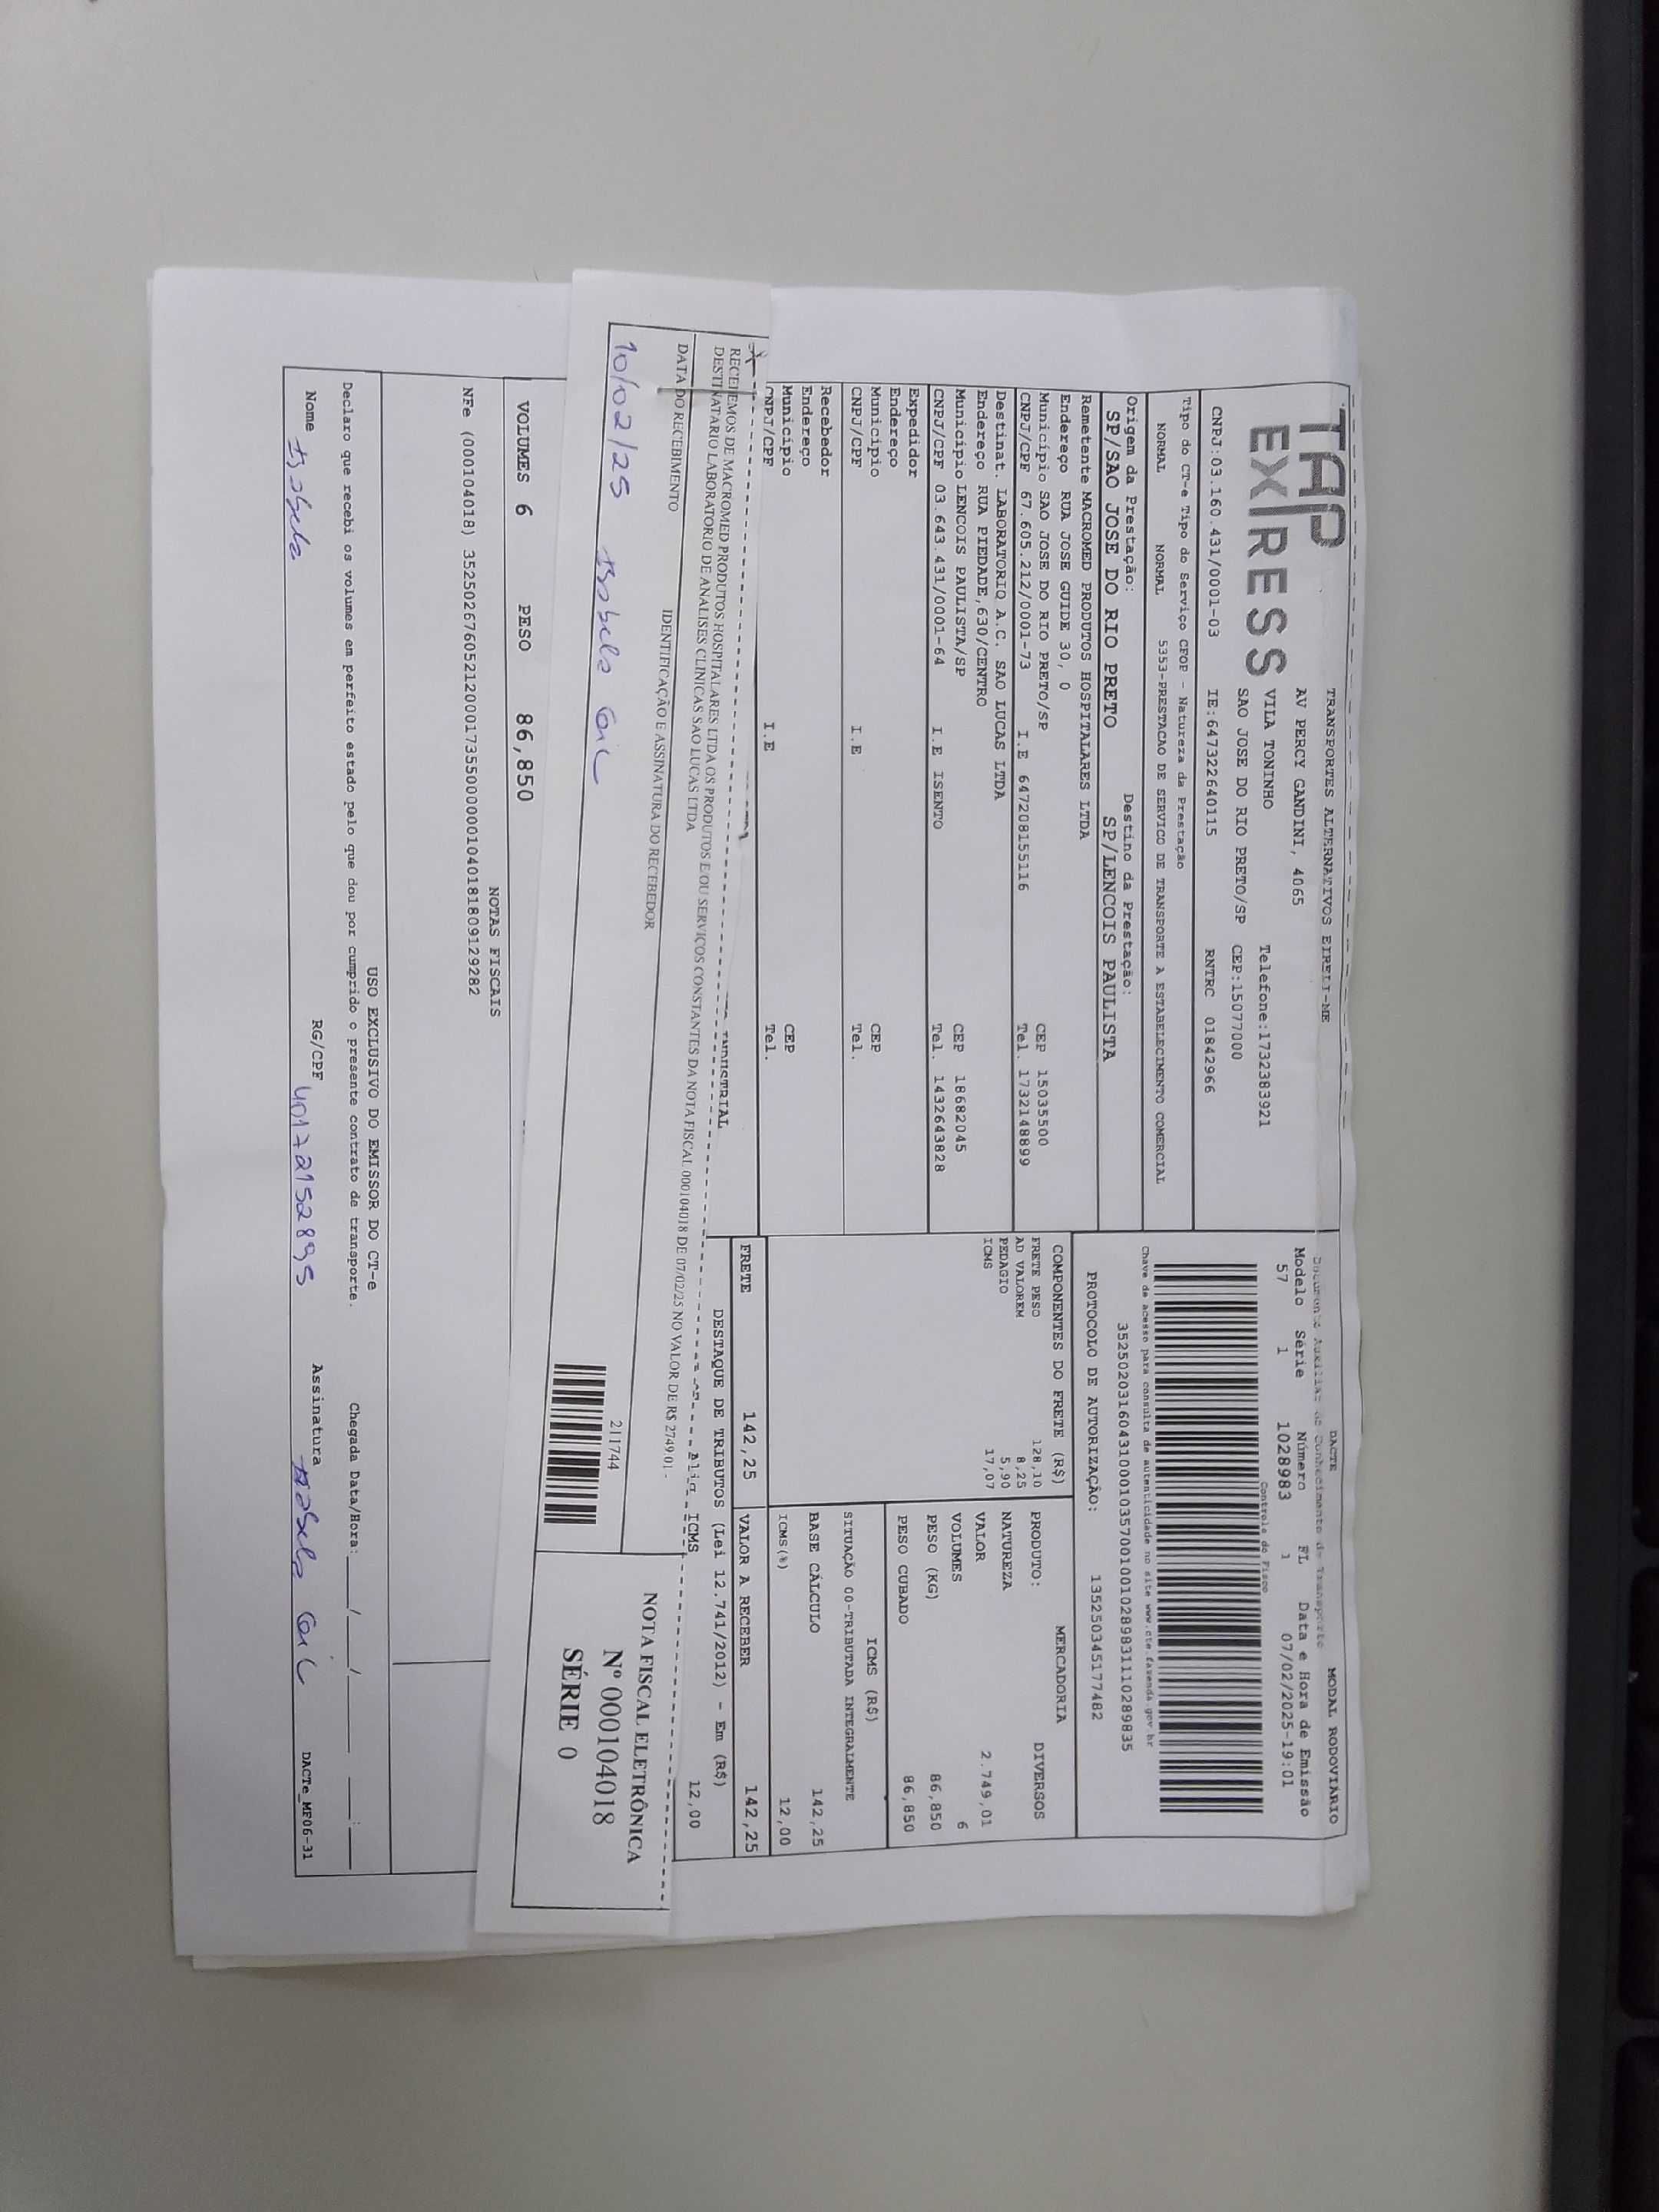 TAP EXPRESS
TRANSPORTES ALTERNATIVOS EIRELI-ME
AV PERCY GANDINI, 4065
VILA TONINHO Telefone:1732383921
SAO JOSE DO RIO PRETO/SP CEP:15077000
CNPJ:03.160.431/0001-03 IE:647322640115 RNTRC 01842966
Tipo do CT-e Tipo do Serviço CFOP - Natureza da Prestação
NORMAL NORMAL 5353-PRESTACAO DE SERVICO DE TRANSPORTE A ESTABELECIMENTO COMERCIAL
Origem da Prestação: Destino da Prestação:
SP/SAO JOSE DO RIO PRETO SP/LENCOIS PAULISTA
Remetente MACROMED PRODUTOS HOSPITALARES LTDA
Endereço RUA JOSE GUIDE 30, 0
Municipio SAO JOSE DO RIO PRETO/SP CEP 15035500
CNPJ/CPF 67.605.212/0001-73 I.E 647208155116 Tel. 1732148899
Destinat. LABORATORIO A.C. SAO LUCAS LTDA
Endereço RUA PIEDADE,630/CENTRO
Municipio LENCOIS PAULISTA/SP CEP 18682045
CNPJ/CPF 03.643.431/0001-64 I.E ISENTO Tel. 1432643828
Expedidor
Endereço
Municipio CEP
CNPJ/CPF I.E Tel.
Recebedor
Endereço
Municipio CEP
CNPJ/CPF I.E Tel.
DACTE MODAL RODOVIÁRIO
Documento Auxiliar de Conhecimento de Transporte
Modelo Série Número FL Data e Hora de Emissão
57 1 1028983 1 07/02/2025-19:01
Controle do Fisco
Chave de acesso para consulta de autenticidade no site www.cte.fazenda.gov.br
35250203160431000103570010010289831110289835
PROTOCOLO DE AUTORIZAÇÃO: 135250345177482
COMPONENTES DO FRETE (R$)
FRETE PESO 128,10
AD VALOREM 8,25
PEDAGIO 5,90
ICMS 17,07
MERCADORIA
PRODUTO: DIVERSOS
NATUREZA
VALOR 2.749,01
VOLUMES 6
PESO (KG) 86,850
PESO CUBADO 86,850
ICMS (R$)
SITUAÇÃO 00-TRIBUTADA INTEGRALMENTE
BASE CÁLCULO 142,25
ICMS(%) 12,00
FRETE 142,25 VALOR A RECEBER 142,25
DESTAQUE DE TRIBUTOS (Lei 12.741/2012) - Em (R$)
Aliq. ICMS 12,00
INDUSTRIAL
RECEBEMOS DE MACROMED PRODUTOS HOSPITALARES LTDA OS PRODUTOS E/OU SERVIÇOS CONSTANTES DA NOTA FISCAL 000104018 DE 07/02/25 NO VALOR DE R$ 2749.01 -
DESTINATARIO LABORATORIO DE ANALISES CLINICAS SAO LUCAS LTDA
DATA DO RECEBIMENTO IDENTIFICAÇÃO E ASSINATURA DO RECEBEDOR
10/02/25
211744
NOTA FISCAL ELETRÔNICA
Nº 000104018
SÉRIE 0
VOLUMES 6 PESO 86,850
NOTAS FISCAIS
NFe (000104018) 35250267605212000173550000001040181809129282
USO EXCLUSIVO DO EMISSOR DO CT-e
Declaro que recebi os volumes em perfeito estado pelo que dou por cumprido o presente contrato de transporte. Chegada Data/Hora:____/____/____ ____:____
Nome RG/CPF 40172152895 Assinatura DACTe_MF06-31